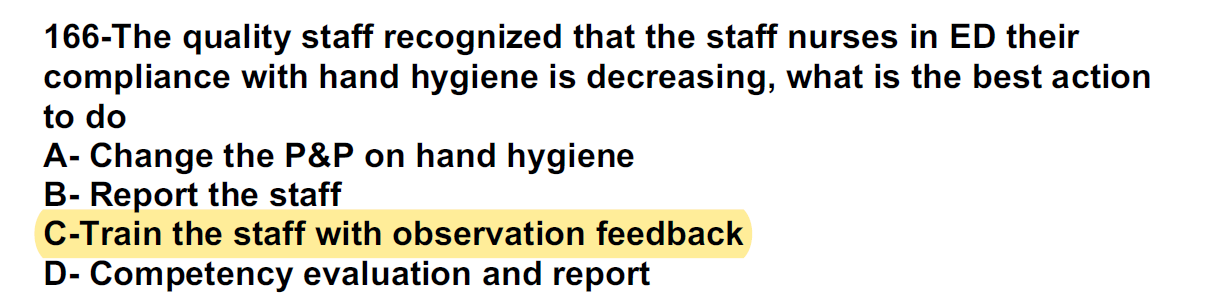 166-The quality staff recognized that the staff nurses in ED their
compliance with hand hygiene is decreasing, what is the best action
to do
A- Change the P&P on hand hygiene
B- Report the staff
C-Train the staff with observation feedback
D- Competency evaluation and report